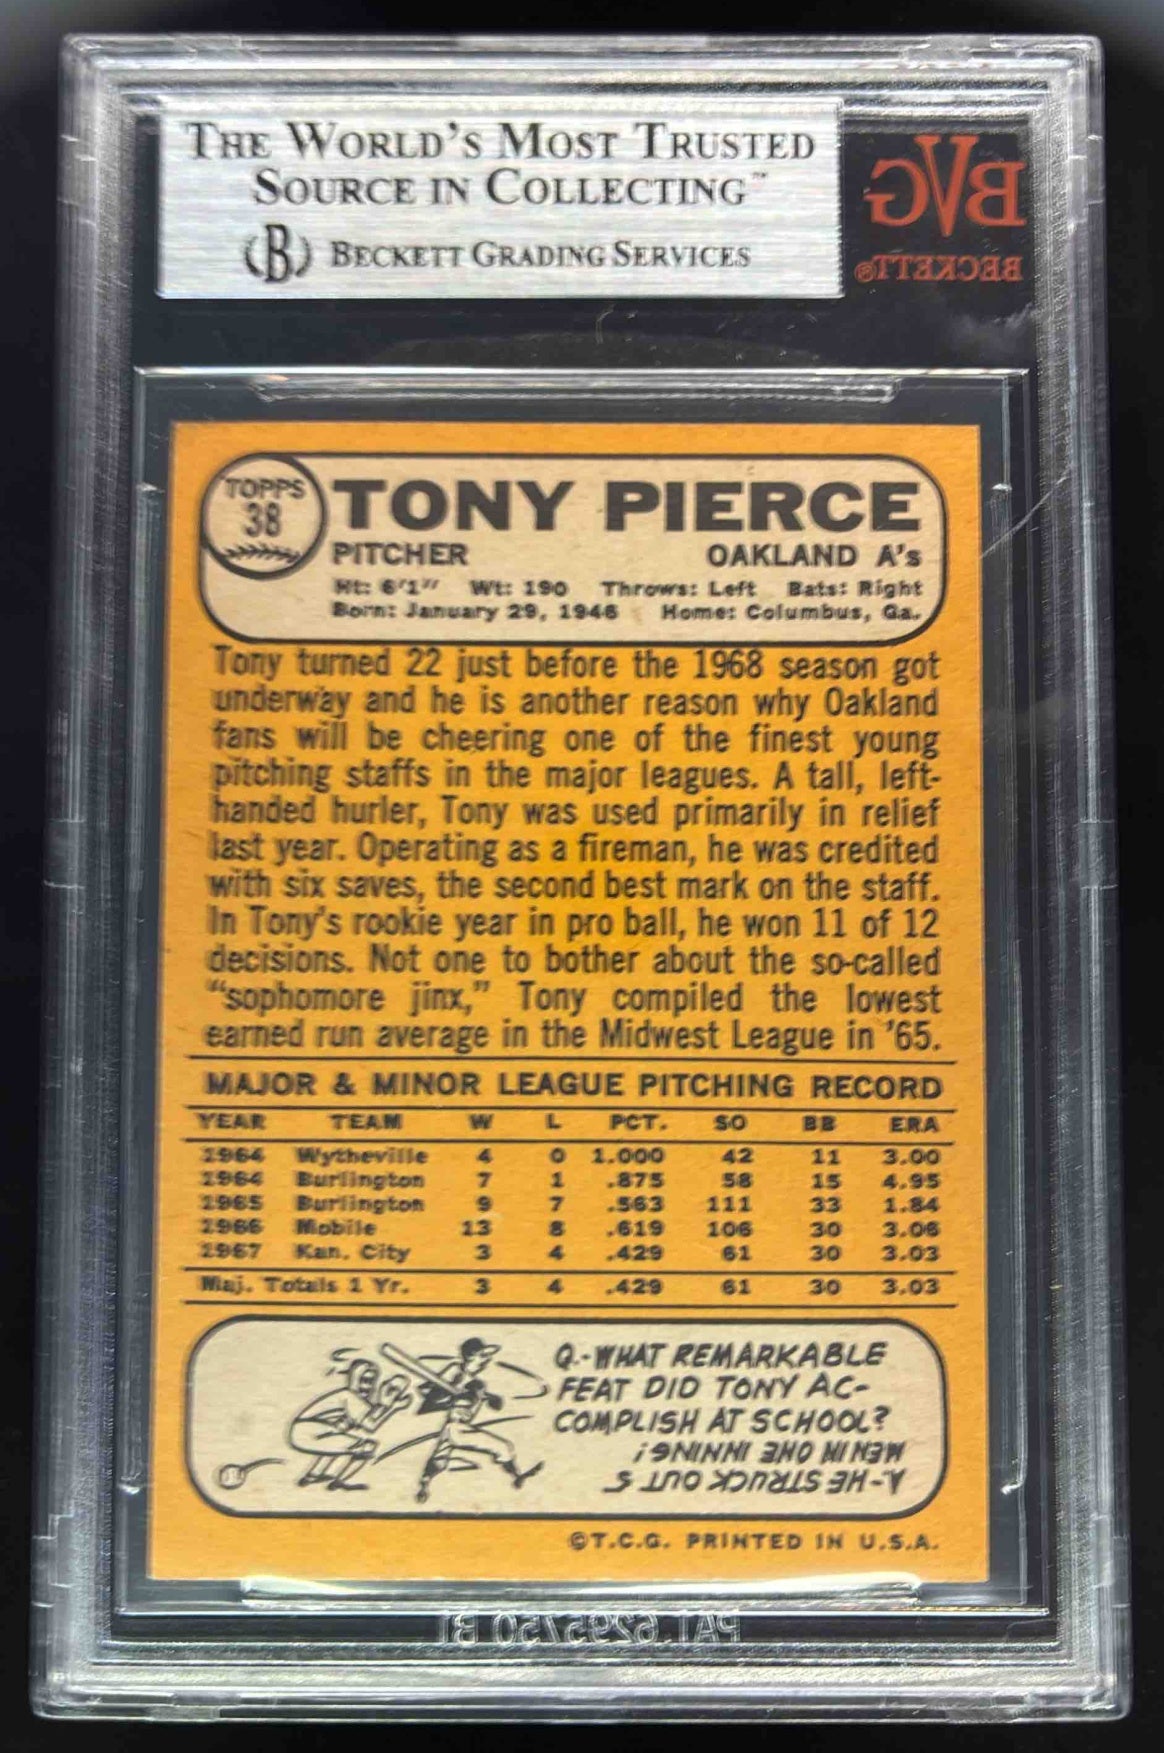 THE WORLD'S MOST TRUSTED
SOURCE IN COLLECTING™
B BECKETT GRADING SERVICES
BVG
BECKETT®
TOPPS
38
TONY PIERCE
PITCHER OAKLAND A's
Ht: 6'1" Wt: 190 Throws: Left Bats: Right
Born: January 29, 1946 Home: Columbus, Ga.
Tony turned 22 just before the 1968 season got
underway and he is another reason why Oakland
fans will be cheering one of the finest young
pitching staffs in the major leagues. A tall, left-
handed hurler, Tony was used primarily in relief
last year. Operating as a fireman, he was credited
with six saves, the second best mark on the staff.
In Tony's rookie year in pro ball, he won 11 of 12
decisions. Not one to bother about the so-called
"sophomore jinx," Tony compiled the lowest
earned run average in the Midwest League in '65.
MAJOR & MINOR LEAGUE PITCHING RECORD
YEAR TEAM W L PCT. SO BB ERA
1964 Wytheville 4 0 1.000 42 11 3.00
1964 Burlington 7 1 .875 58 15 4.95
1965 Burlington 9 7 .563 111 33 1.84
1966 Mobile 13 8 .619 106 30 3.06
1967 Kan. City 3 4 .429 61 30 3.03
Maj. Totals 1 Yr. 3 4 .429 61 30 3.03
Q.-WHAT REMARKABLE
FEAT DID TONY AC-
COMPLISH AT SCHOOL?
A.-HE STRUCK OUT 5
MEN IN ONE INNING!
©T.C.G. PRINTED IN U.S.A.
PAT. 6295750 B1